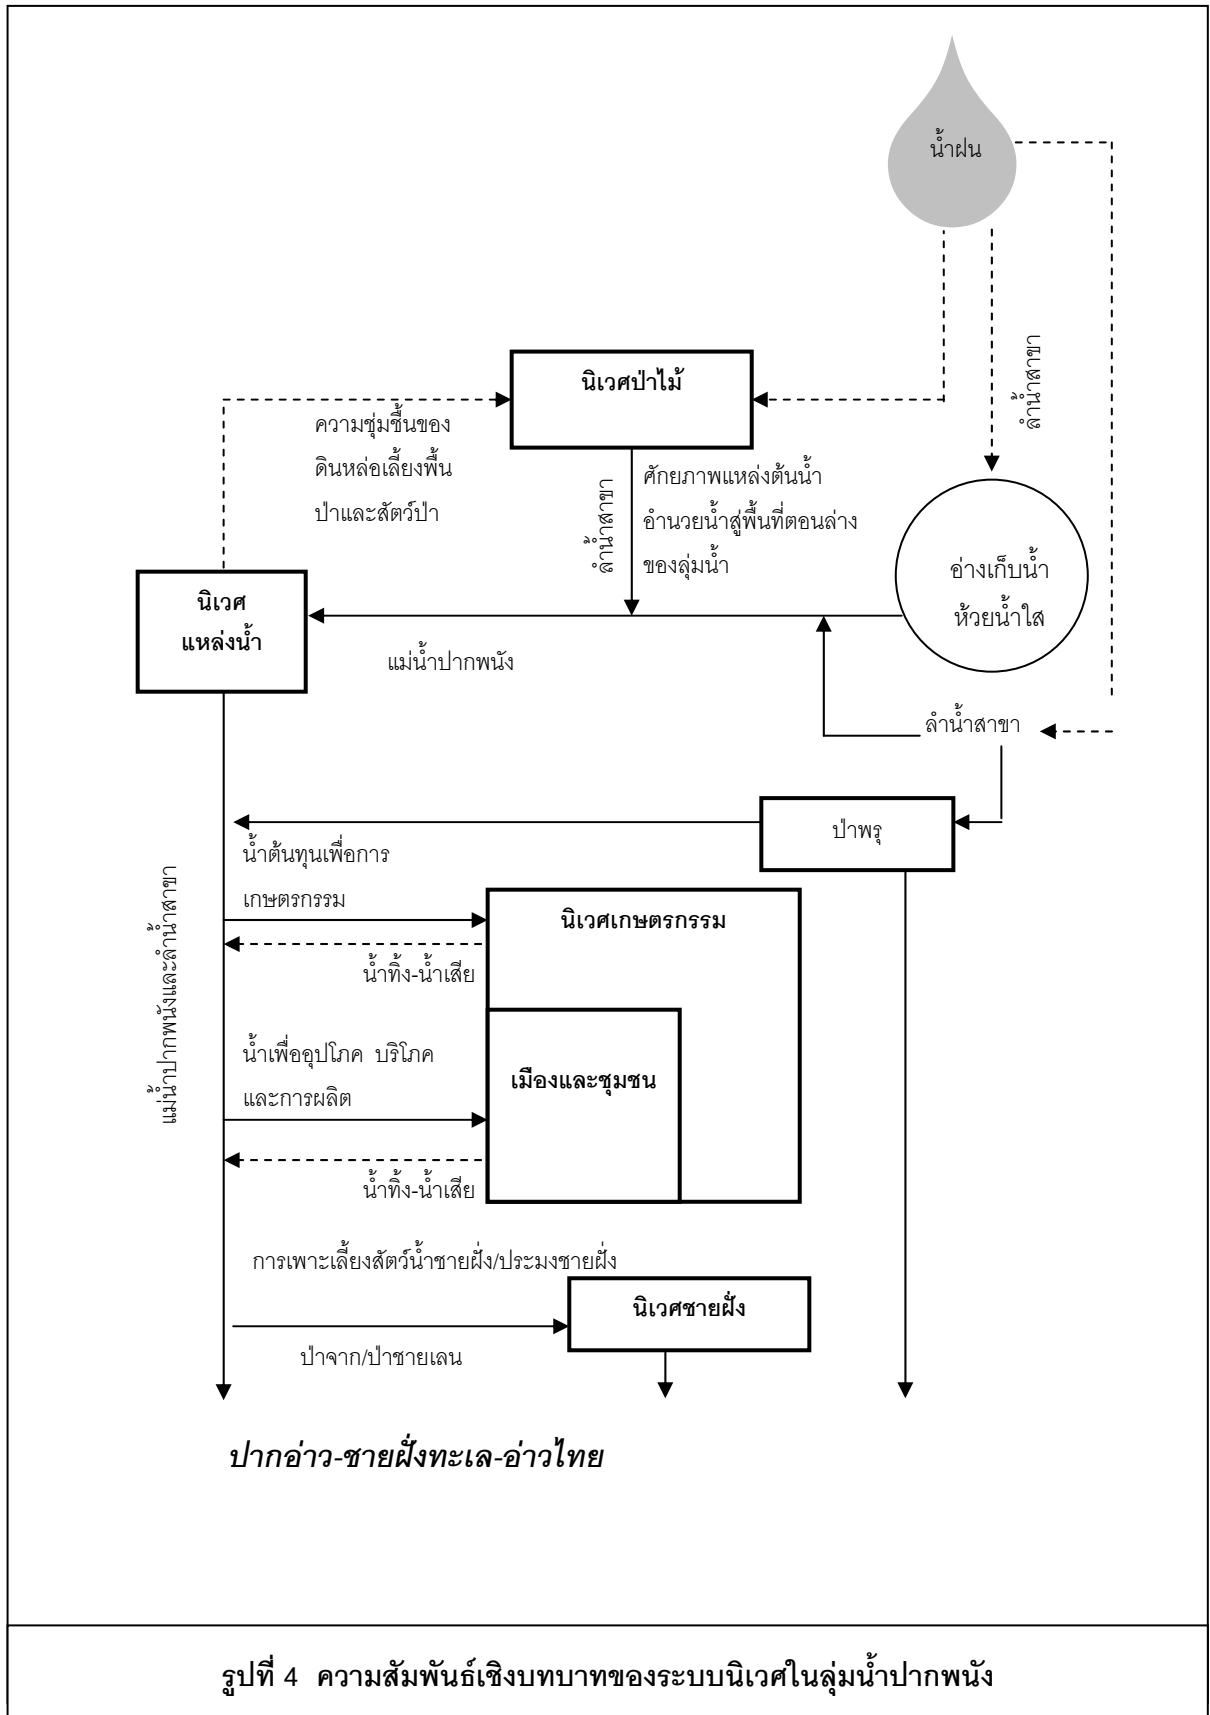 น้ำฝน
ลำน้ำสาขา
นิเวศป่าไม้
ความชุ่มชื้นของ
ดินหล่อเลี้ยงพื้น
ป่าและสัตว์ป่า
ลำน้ำสาขา
ศักยภาพแหล่งต้นน้ำ
อำนวยน้ำสู่พื้นที่ตอนล่าง
ของลุ่มน้ำ
อ่างเก็บน้ำ
ห้วยน้ำใส
นิเวศ
แหล่งน้ำ
แม่น้ำปากพนัง
ลำน้ำสาขา
ป่าพรุ
น้ำต้นทุนเพื่อการ
เกษตรกรรม
นิเวศเกษตรกรรม
น้ำทิ้ง-น้ำเสีย
แม่น้ำปากพนังและลำน้ำสาขา
น้ำเพื่ออุปโภค บริโภค
และการผลิต
เมืองและชุมชน
น้ำทิ้ง-น้ำเสีย
การเพาะเลี้ยงสัตว์น้ำชายฝั่ง/ประมงชายฝั่ง
นิเวศชายฝั่ง
ป่าจาก/ป่าชายเลน
ปากอ่าว-ชายฝั่งทะเล-อ่าวไทย
รูปที่ 4 ความสัมพันธ์เชิงบทบาทของระบบนิเวศในลุ่มน้ำปากพนัง